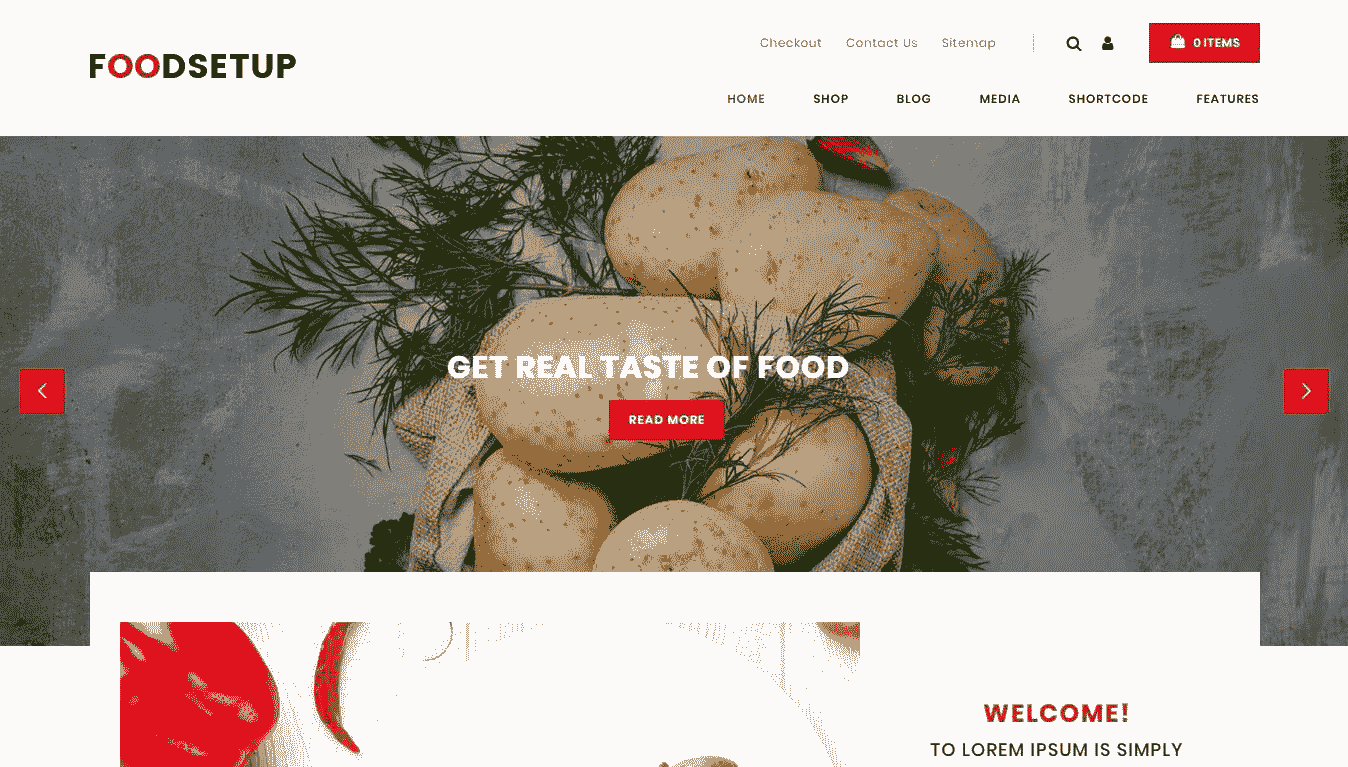 Checkout Contact Us Sitemap
0 ITEMS
FOODSETUP
HOME SHOP BLOG MEDIA SHORTCODE FEATURES
GET REAL TASTE OF FOOD
READ MORE
WELCOME!
TO LOREM IPSUM IS SIMPLY